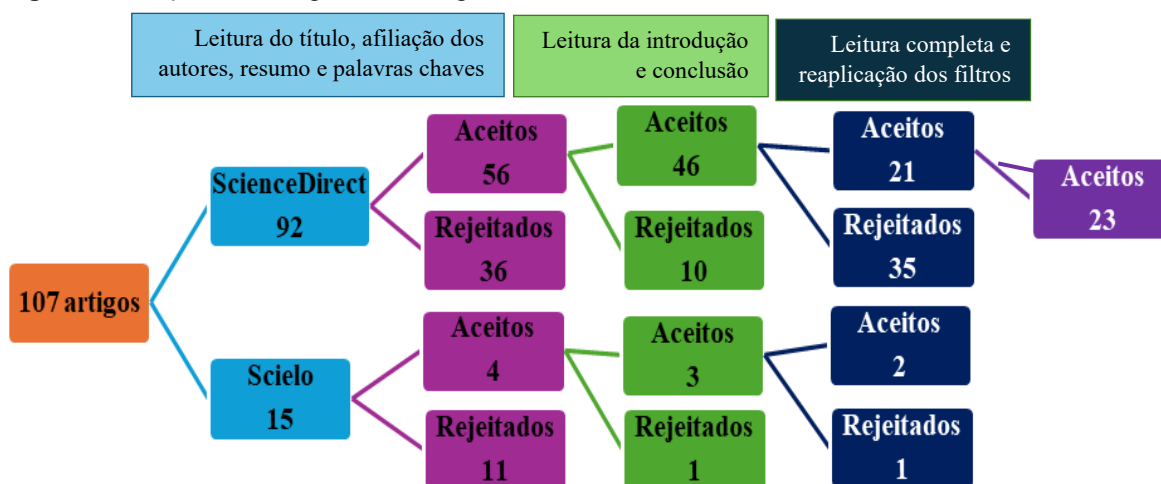 Leitura do título, afiliação dos
autores, resumo e palavras chaves
Leitura da introdução
e conclusão
Leitura completa e
reaplicação dos filtros
107 artigos
ScienceDirect
92
Aceitos
56
Rejeitados
36
Aceitos
46
Rejeitados
10
Aceitos
21
Rejeitados
35
Aceitos
23
Scielo
15
Aceitos
4
Rejeitados
11
Aceitos
3
Rejeitados
1
Aceitos
2
Rejeitados
1